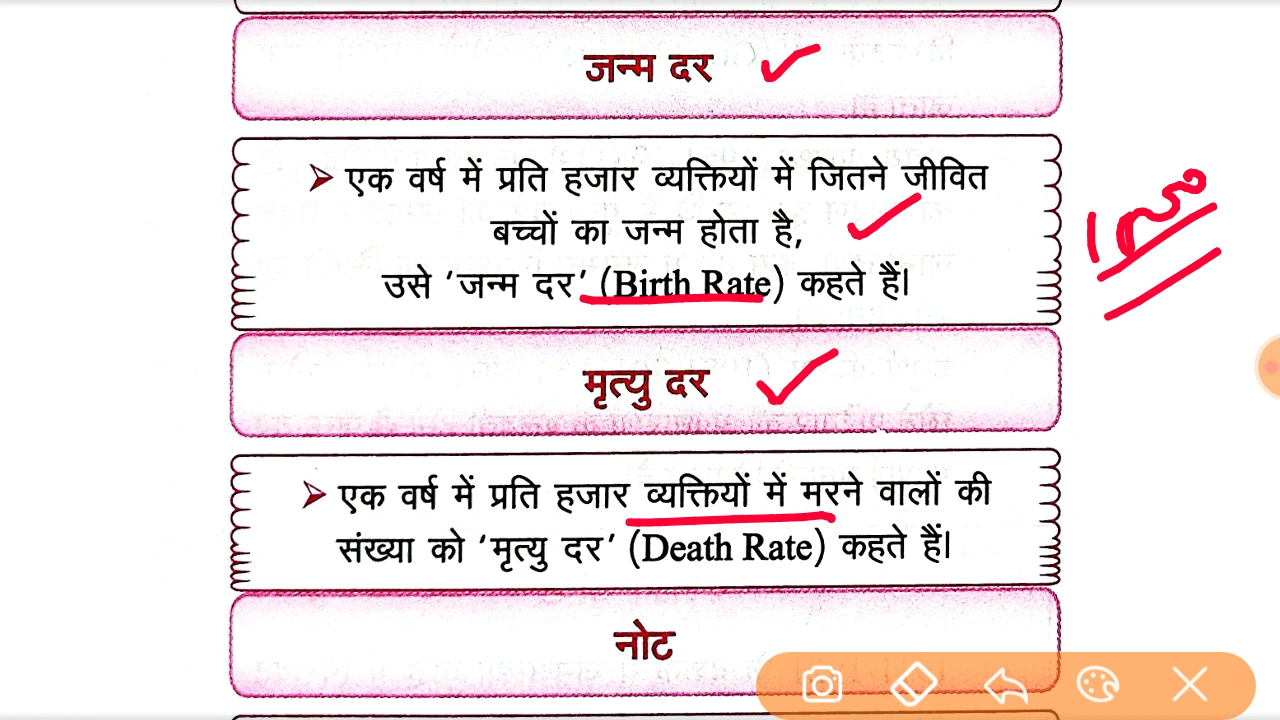 जन्म दर
➢ एक वर्ष में प्रति हजार व्यक्तियों में जितने जीवित
बच्चों का जन्म होता है,
उसे ‘जन्म दर’ (Birth Rate) कहते हैं।
मृत्यु दर
➢ एक वर्ष में प्रति हजार व्यक्तियों में मरने वालों की
संख्या को ‘मृत्यु दर’ (Death Rate) कहते हैं।
नोट